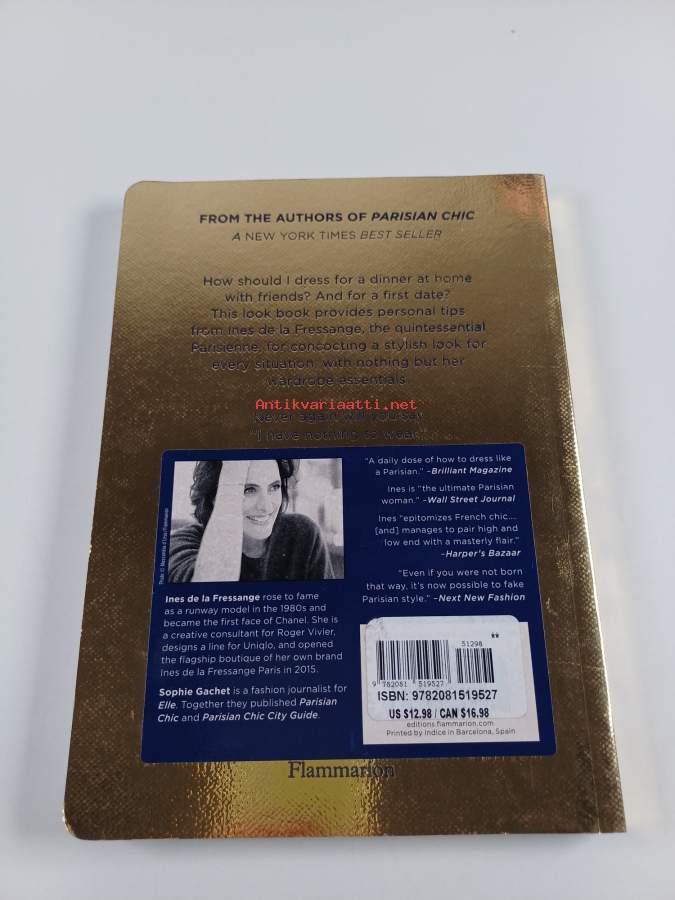 FROM THE AUTHORS OF PARISIAN CHIC
A NEW YORK TIMES BEST SELLER
How should I dress for a dinner at home
with friends? And for a first date?
This look book provides personal tips
from Ines de la Fressange, the quintessential
Parisienne, for concocting a stylish look for
every situation, with nothing but her
wardrobe essentials.
Antikvariaatti.net
Never again will you say
"I have nothing to wear."
"A daily dose of how to dress like
a Parisian." –Brilliant Magazine
Ines is "the ultimate Parisian
woman." –Wall Street Journal
Ines "epitomizes French chic....
[and] manages to pair high and
low end with a masterly flair."
–Harper's Bazaar
"Even if you were not born
that way, it's now possible to fake
Parisian style." –Next New Fashion
Ines de la Fressange rose to fame
as a runway model in the 1980s and
became the first face of Chanel. She is
a creative consultant for Roger Vivier,
designs a line for Uniqlo, and opened
the flagship boutique of her own brand
Ines de la Fressange Paris in 2015.
Sophie Gachet is a fashion journalist for
Elle. Together they published Parisian
Chic and Parisian Chic City Guide.
51298
9 782081 519527
ISBN: 9782081519527
US $12.98 / CAN $16.98
editions.flammarion.com
Printed by Indice in Barcelona, Spain
Flammarion